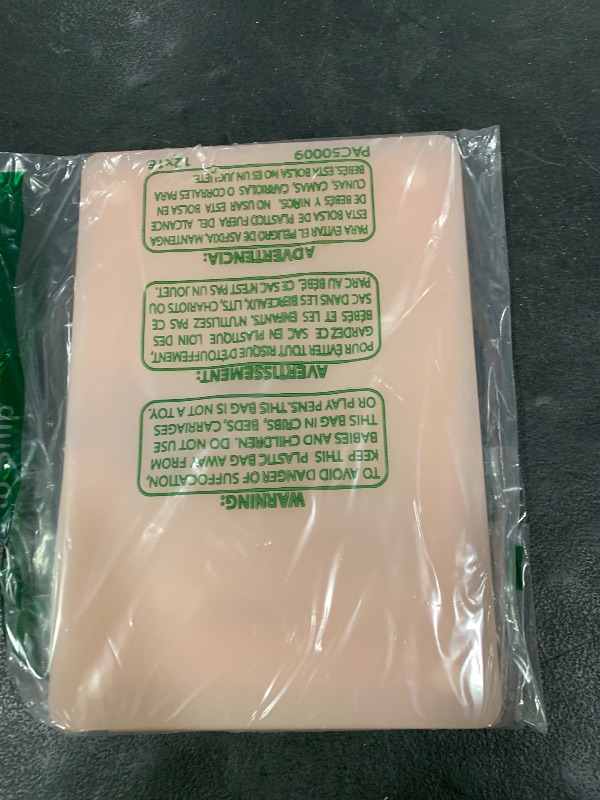 WARNING:
TO AVOID DANGER OF SUFFOCATION,
KEEP THIS PLASTIC BAG AWAY FROM
BABIES AND CHILDREN. DO NOT USE
THIS BAG IN CRIBS, BEDS, CARRIAGES
OR PLAY PENS.THIS BAG IS NOT A TOY.
AVERTISSEMENT:
POUR ÉVITER TOUT RISQUE D'ÉTOUFFEMENT,
GARDEZ CE SAC EN PLASTIQUE LOIN DES
BÉBÉS ET LES ENFANTS. N'UTILISEZ PAS CE
SAC DANS LES BERCEAUX, LITS, CHARIOTS OU
PARC AU BÉBÉ. CE SAC N'EST PAS UN JOUET.
ADVERTENCIA:
PARA EVITAR EL PELIGRO DE ASFIXIA, MANTENGA
ESTA BOLSA DE PLASTICO FUERA DEL ALCANCE
DE BEBÉS Y NIÑOS. NO USAR ESTA BOLSA EN
CUNAS, CAMAS, CARRIOLAS O CORRALES PARA
BEBÉS. ESTA BOLSA NO ES UN JUGUETE.
PAC50009 12x16
Ship